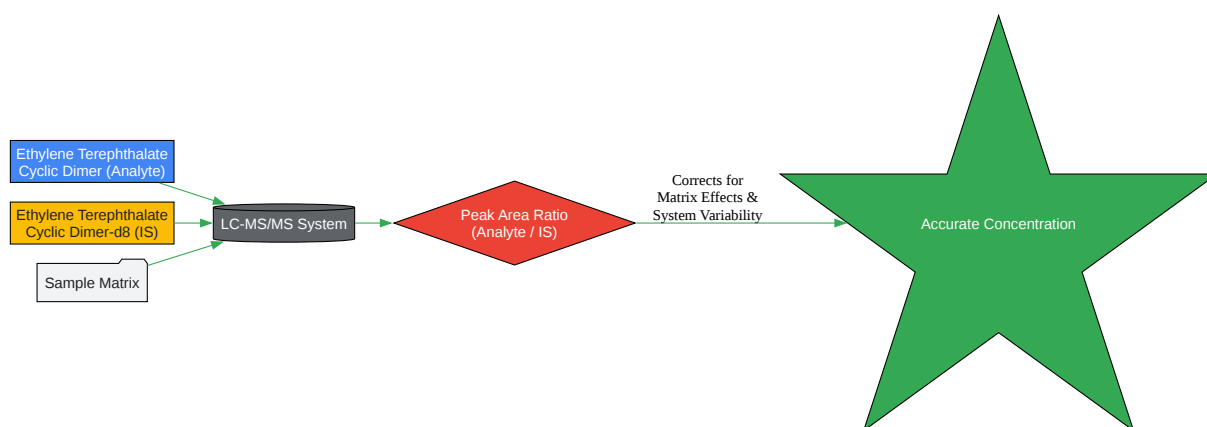 Ethylene Terephthalate
Cyclic Dimer (Analyte)
Ethylene Terephthalate
Cyclic Dimer-d8 (IS)
Sample Matrix
LC-MS/MS System
Peak Area Ratio
(Analyte / IS)
Corrects for
Matrix Effects &
System Variability
Accurate Concentration